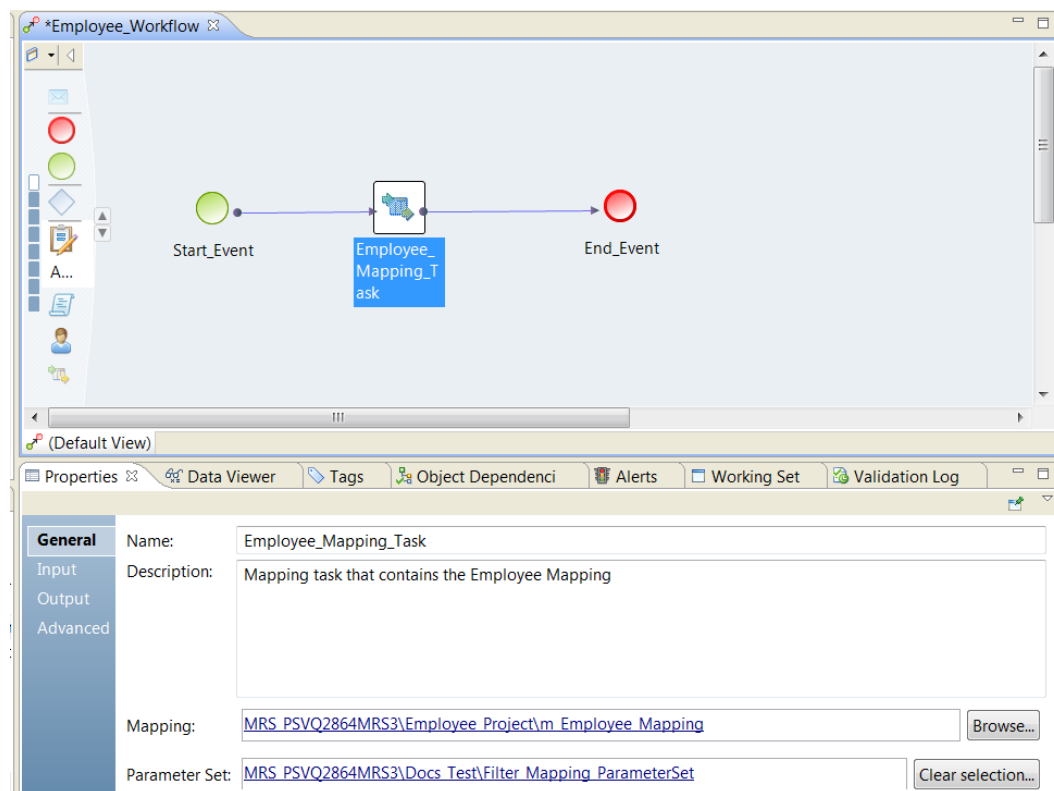 *Employee_Workflow
A...
Start_Event
Employee_
Mapping_T
ask
End_Event
(Default View)
Properties Data Viewer Tags Object Dependenci Alerts Working Set Validation Log
General
Input
Output
Advanced
Name: Employee_Mapping_Task
Description: Mapping task that contains the Employee Mapping
Mapping: MRS_PSVQ2864MRS3\Employee_Project\m_Employee_Mapping Browse...
Parameter Set: MRS_PSVQ2864MRS3\Docs_Test\Filter_Mapping_ParameterSet Clear selection...